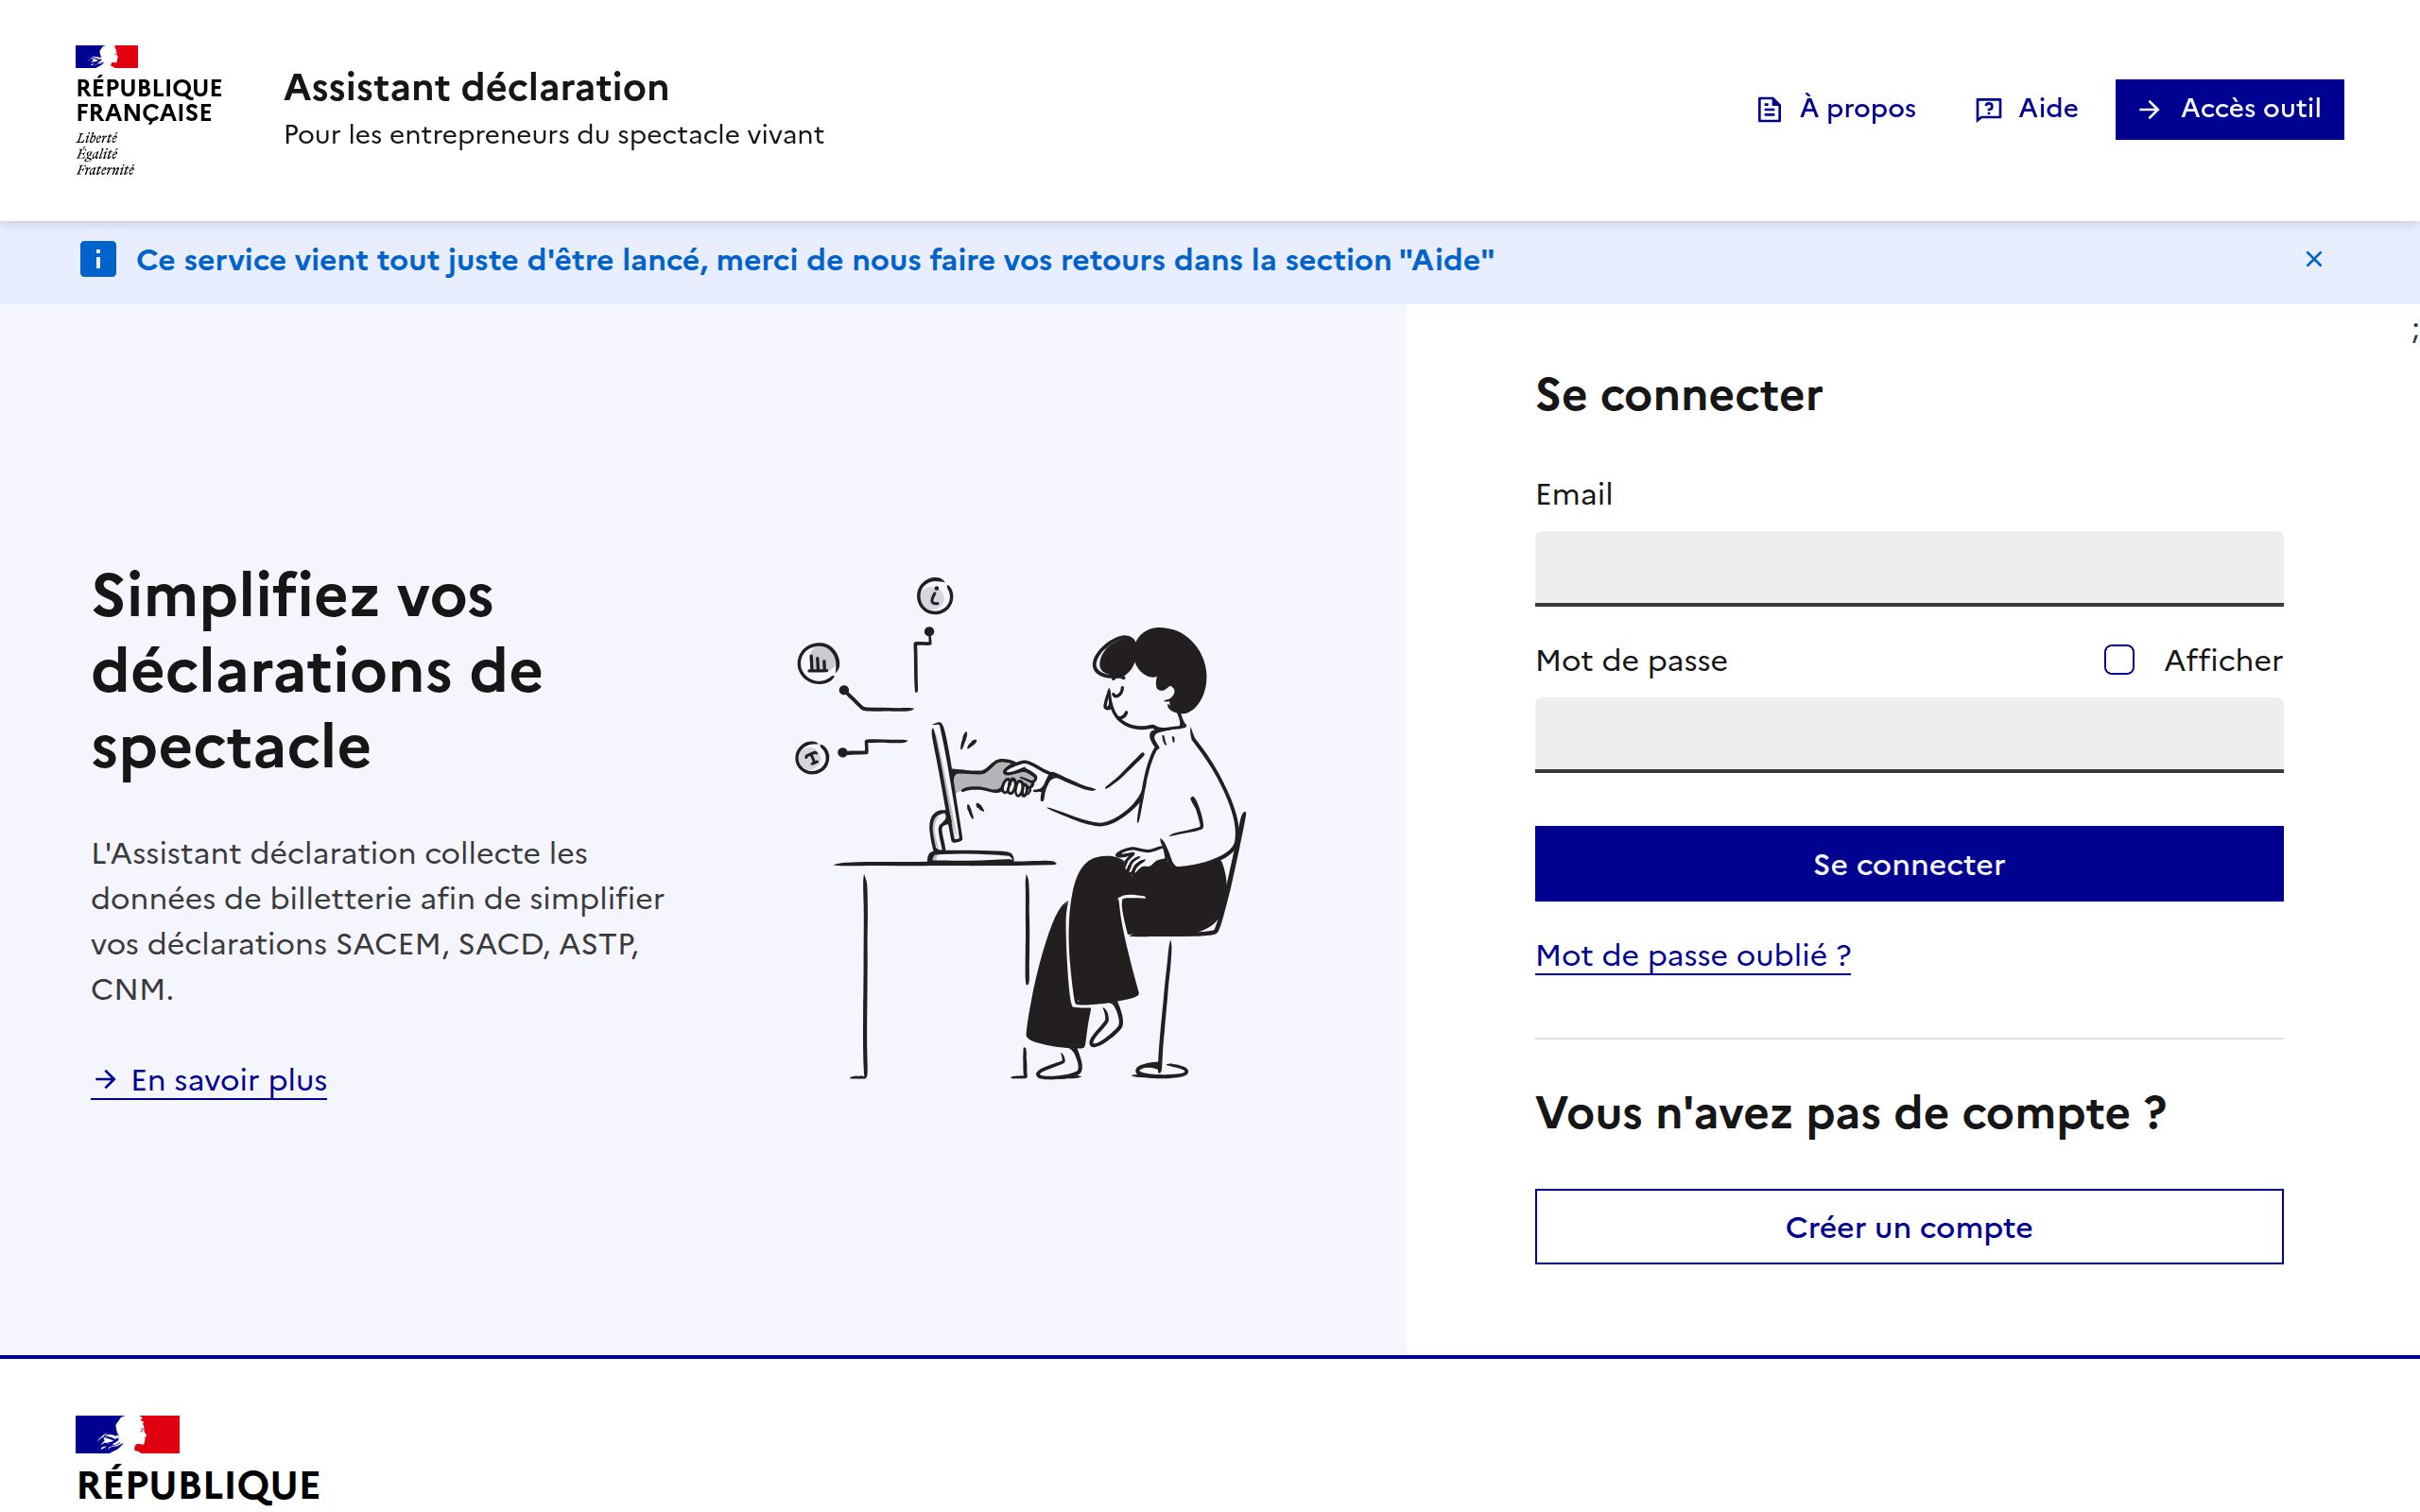 RÉPUBLIQUE
FRANÇAISE
Liberté
Égalité
Fraternité
Assistant déclaration
Pour les entrepreneurs du spectacle vivant
À propos
Aide
Accès outil
Ce service vient tout juste d'être lancé, merci de nous faire vos retours dans la section "Aide"
;
Simplifiez vos
déclarations de
spectacle
L'Assistant déclaration collecte les
données de billetterie afin de simplifier
vos déclarations SACEM, SACD, ASTP,
CNM.
En savoir plus
Se connecter
Email
Mot de passe
Afficher
Se connecter
Mot de passe oublié ?
Vous n'avez pas de compte ?
Créer un compte
RÉPUBLIQUE